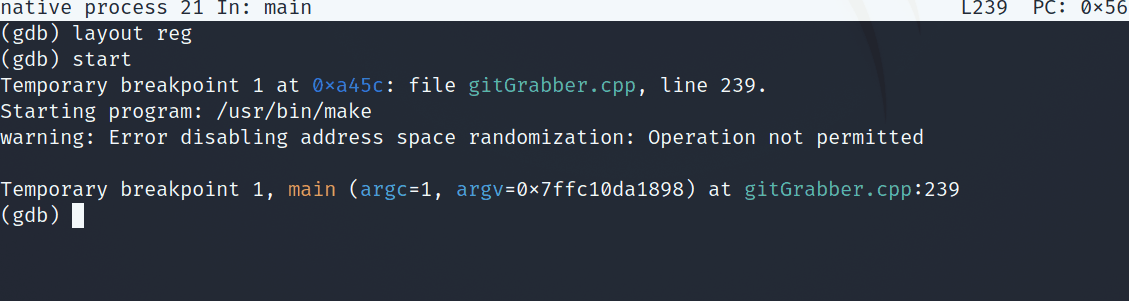 native process 21 In: main L239 PC: 0×56
(gdb) layout reg
(gdb) start
Temporary breakpoint 1 at 0×a45c: file gitGrabber.cpp, line 239.
Starting program: /usr/bin/make
warning: Error disabling address space randomization: Operation not permitted
Temporary breakpoint 1, main (argc=1, argv=0×7ffc10da1898) at gitGrabber.cpp:239
(gdb)